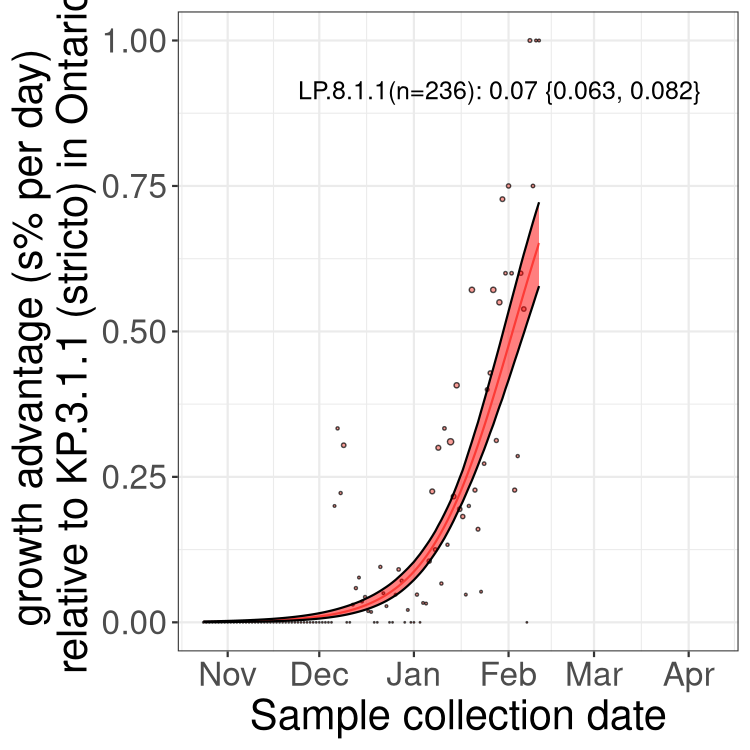 growth advantage (s% per day)
relative to KP.3.1.1 (stricto) in Ontario
1.00
0.75
0.50
0.25
0.00
LP.8.1.1(n=236): 0.07 {0.063, 0.082}
Nov Dec Jan Feb Mar Apr
Sample collection date